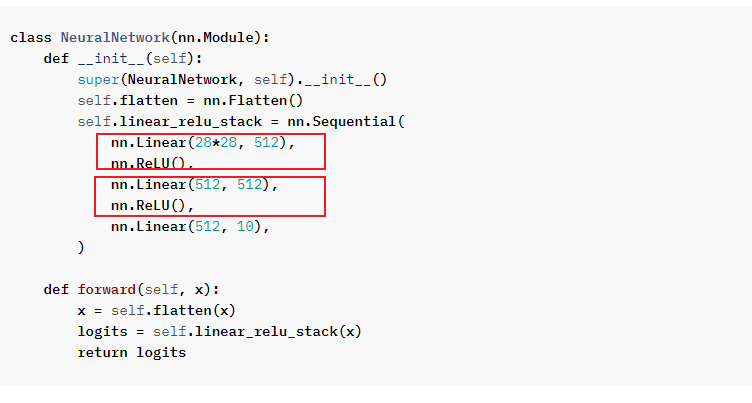 class NeuralNetwork(nn.Module):
    def __init__(self):
        super(NeuralNetwork, self).__init__()
        self.flatten = nn.Flatten()
        self.linear_relu_stack = nn.Sequential(
            nn.Linear(28*28, 512),
            nn.ReLU(),
            nn.Linear(512, 512),
            nn.ReLU(),
            nn.Linear(512, 10),
        )
    def forward(self, x):
        x = self.flatten(x)
        logits = self.linear_relu_stack(x)
        return logits